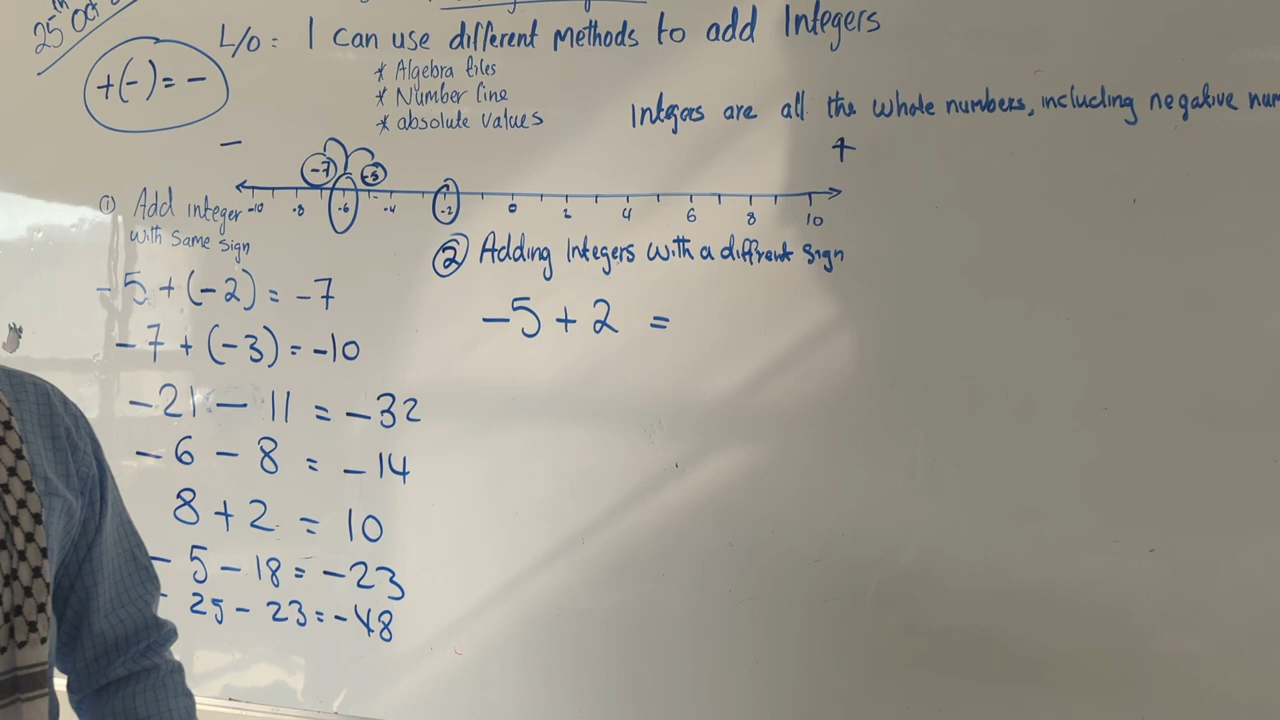 25th Oct
L/O = I can use different Methods to add Integers
+(-) = -
* Algebra tiles
* Number line
* absolute values
Integers are all the whole numbers, including negative num
- +
-7 -5
-10 -8 -6 -4 -2 0 2 4 6 8 10
① Add integer
with same sign
-5 + (-2) = -7
-7 + (-3) = -10
-21 - 11 = -32
-6 - 8 = -14
8 + 2 = 10
-5 - 18 = -23
-25 - 23 = -48
② Adding Integers with a different sign
-5 + 2 =